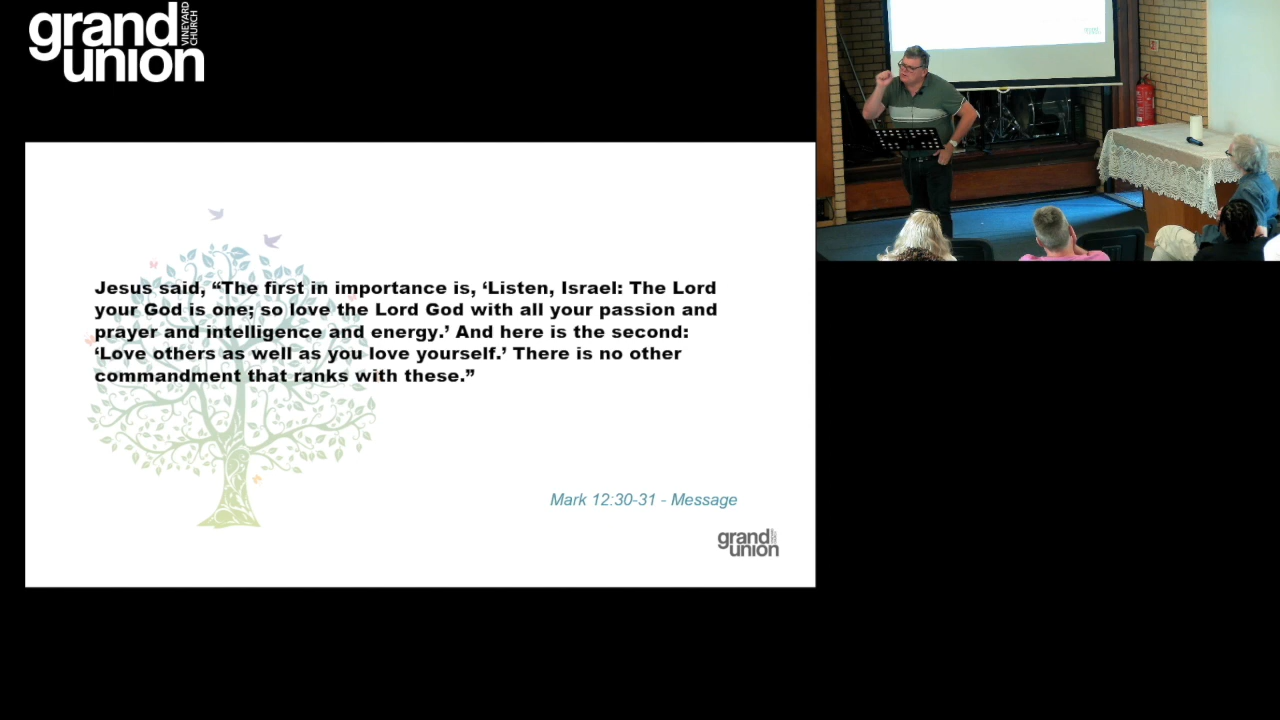 grand
union
VINEYARD
CHURCH
Jesus said, “The first in importance is, ‘Listen, Israel: The Lord
your God is one; so love the Lord God with all your passion and
prayer and intelligence and energy.’ And here is the second:
‘Love others as well as you love yourself.’ There is no other
commandment that ranks with these.”
Mark 12:30-31 - Message
grand
union